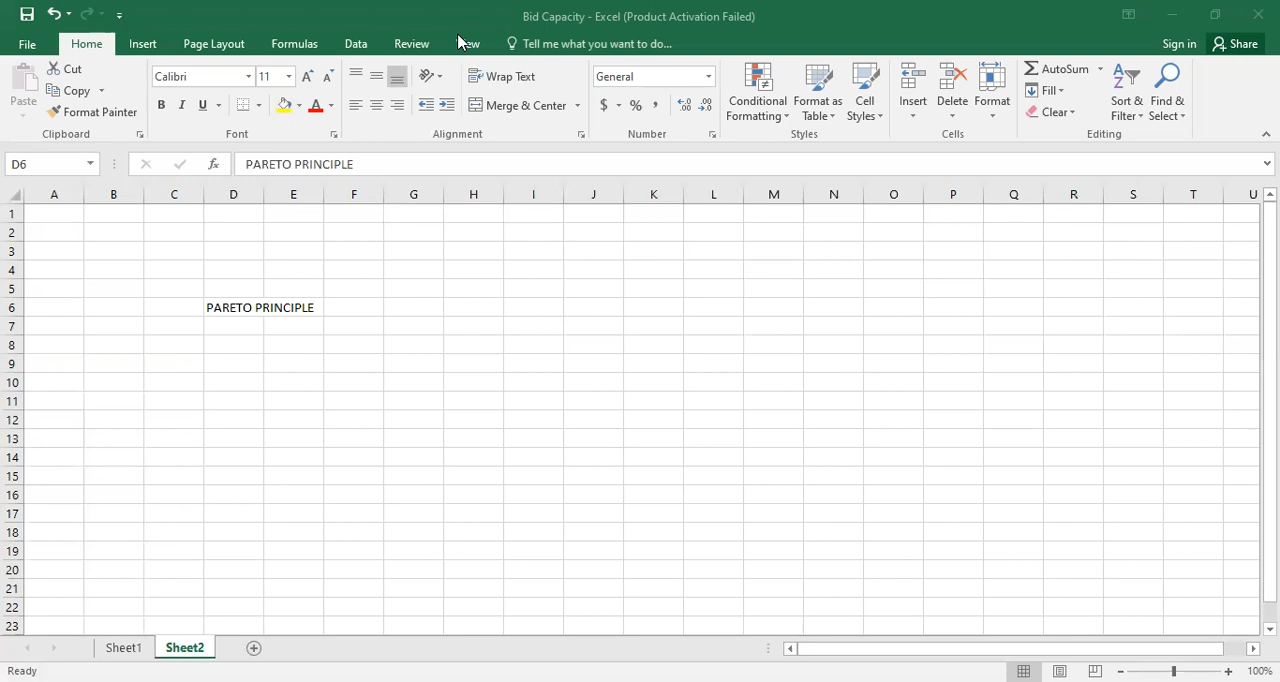 Bid Capacity - Excel (Product Activation Failed)
File Home Insert Page Layout Formulas Data Review Tell me what you want to do... Sign in Share
Paste Cut Copy Format Painter
Calibri 11
B I U A
Wrap Text
Merge & Center
General
$ % ,
Conditional Formatting
Format as Table
Cell Styles
Insert Delete Format
AutoSum
Fill
Clear
Sort & Filter
Find & Select
Clipboard Font Alignment Number Styles Cells Editing
D6 fx PARETO PRINCIPLE
A B C D E F G H I J K L M N O P Q R S T U
1
2
3
4
5
6 PARETO PRINCIPLE
7
8
9
10
11
12
13
14
15
16
17
18
19
20
21
22
23
Sheet1 Sheet2
Ready 100%